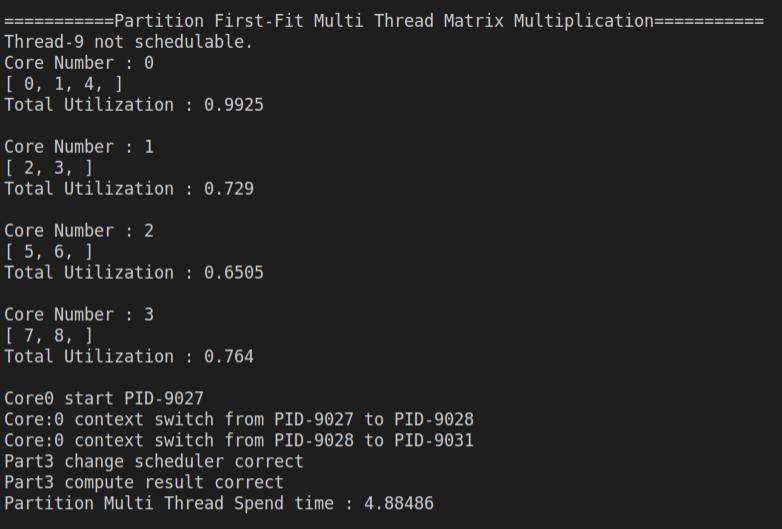 ===========Partition First-Fit Multi Thread Matrix Multiplication===========
Thread-9 not schedulable.
Core Number : 0
[ 0, 1, 4, ]
Total Utilization : 0.9925
Core Number : 1
[ 2, 3, ]
Total Utilization : 0.729
Core Number : 2
[ 5, 6, ]
Total Utilization : 0.6505
Core Number : 3
[ 7, 8, ]
Total Utilization : 0.764
Core0 start PID-9027
Core:0 context switch from PID-9027 to PID-9028
Core:0 context switch from PID-9028 to PID-9031
Part3 change scheduler correct
Part3 compute result correct
Partition Multi Thread Spend time : 4.88486